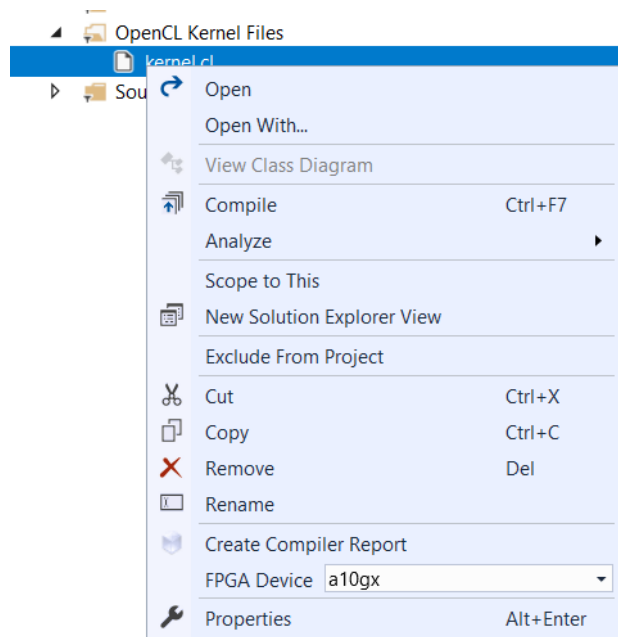 OpenCL Kernel Files
kernel.cl
Sou
Open
Open With...
View Class Diagram
Compile Ctrl+F7
Analyze
Scope to This
New Solution Explorer View
Exclude From Project
Cut Ctrl+X
Copy Ctrl+C
Remove Del
Rename
Create Compiler Report
FPGA Device a10gx
Properties Alt+Enter